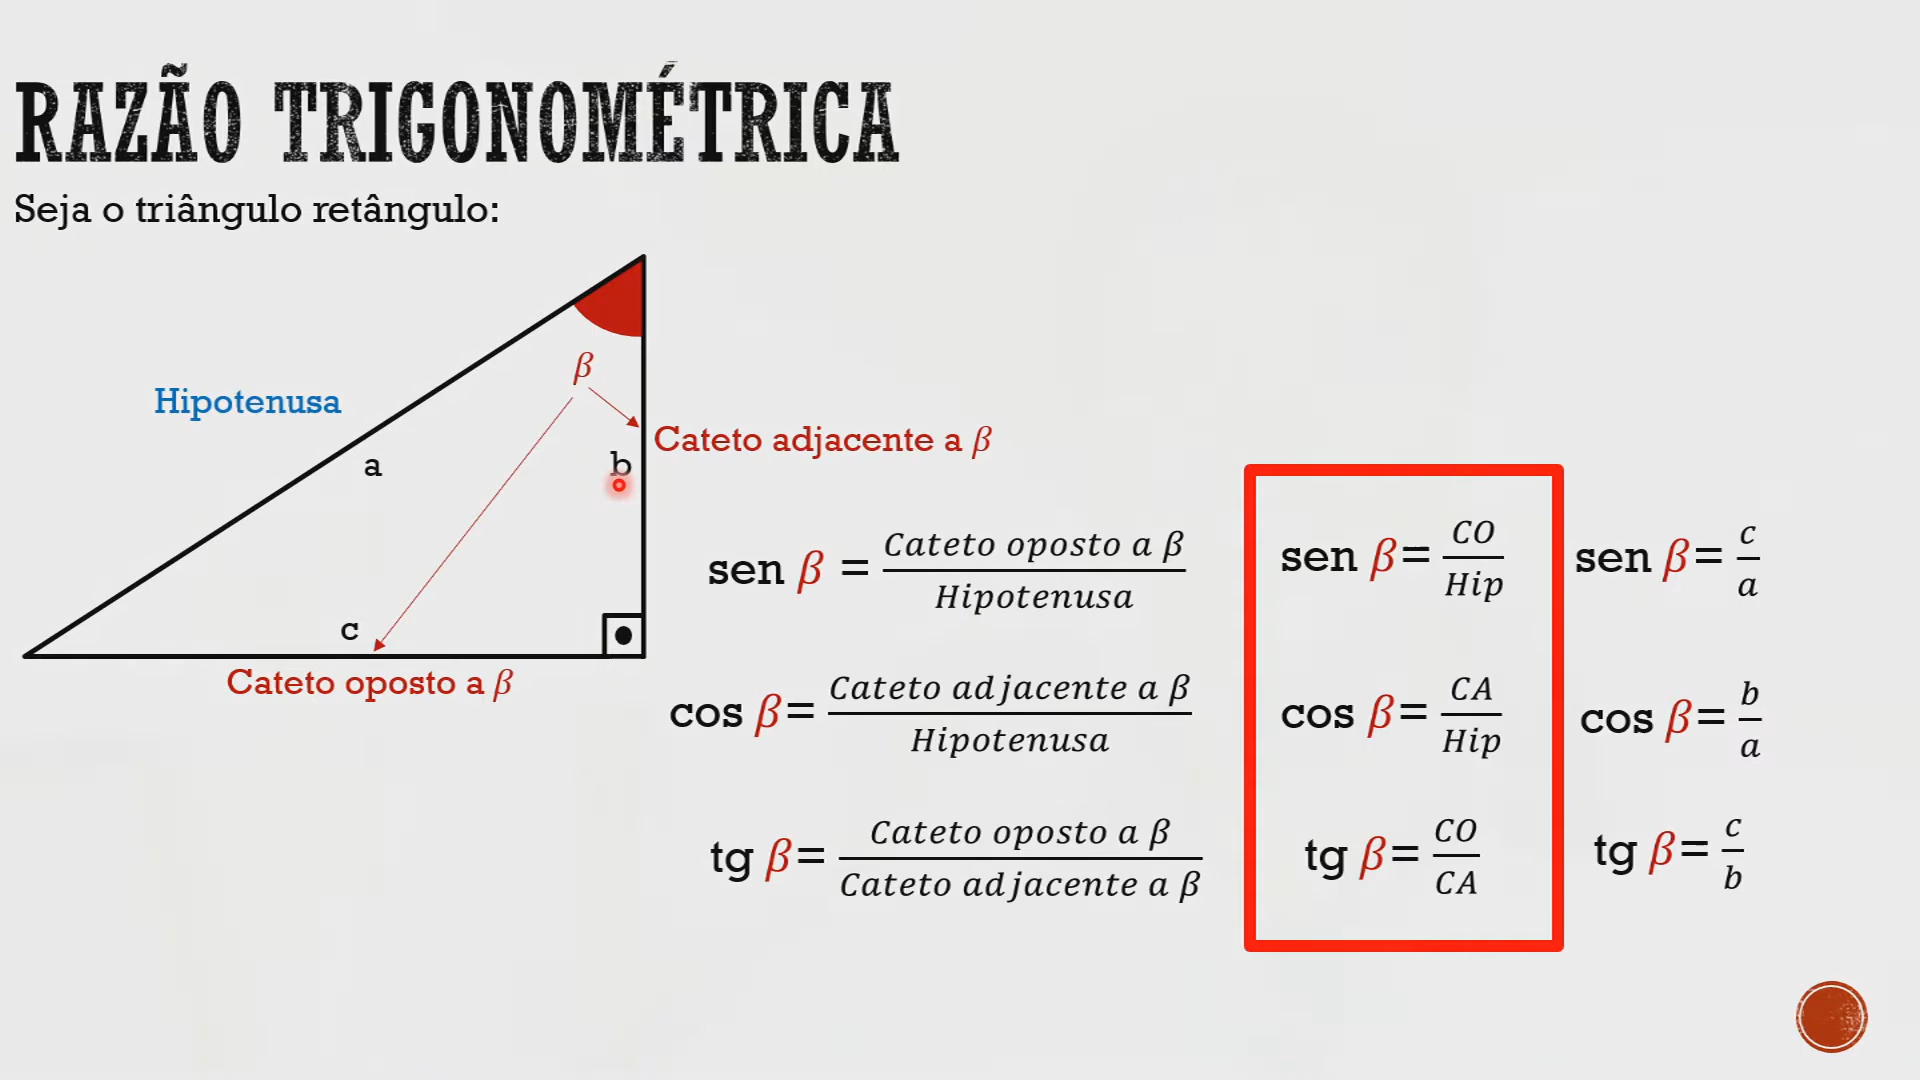 RAZÃO TRIGONOMÉTRICA
Seja o triângulo retângulo:
β
Hipotenusa
Cateto adjacente a β
a
b
c
Cateto oposto a β
sen β = Cateto oposto a β / Hipotenusa
sen β= CO / Hip
sen β= c / a
cos β= Cateto adjacente a β / Hipotenusa
cos β= CA / Hip
cos β= b / a
tg β= Cateto oposto a β / Cateto adjacente a β
tg β= CO / CA
tg β= c / b